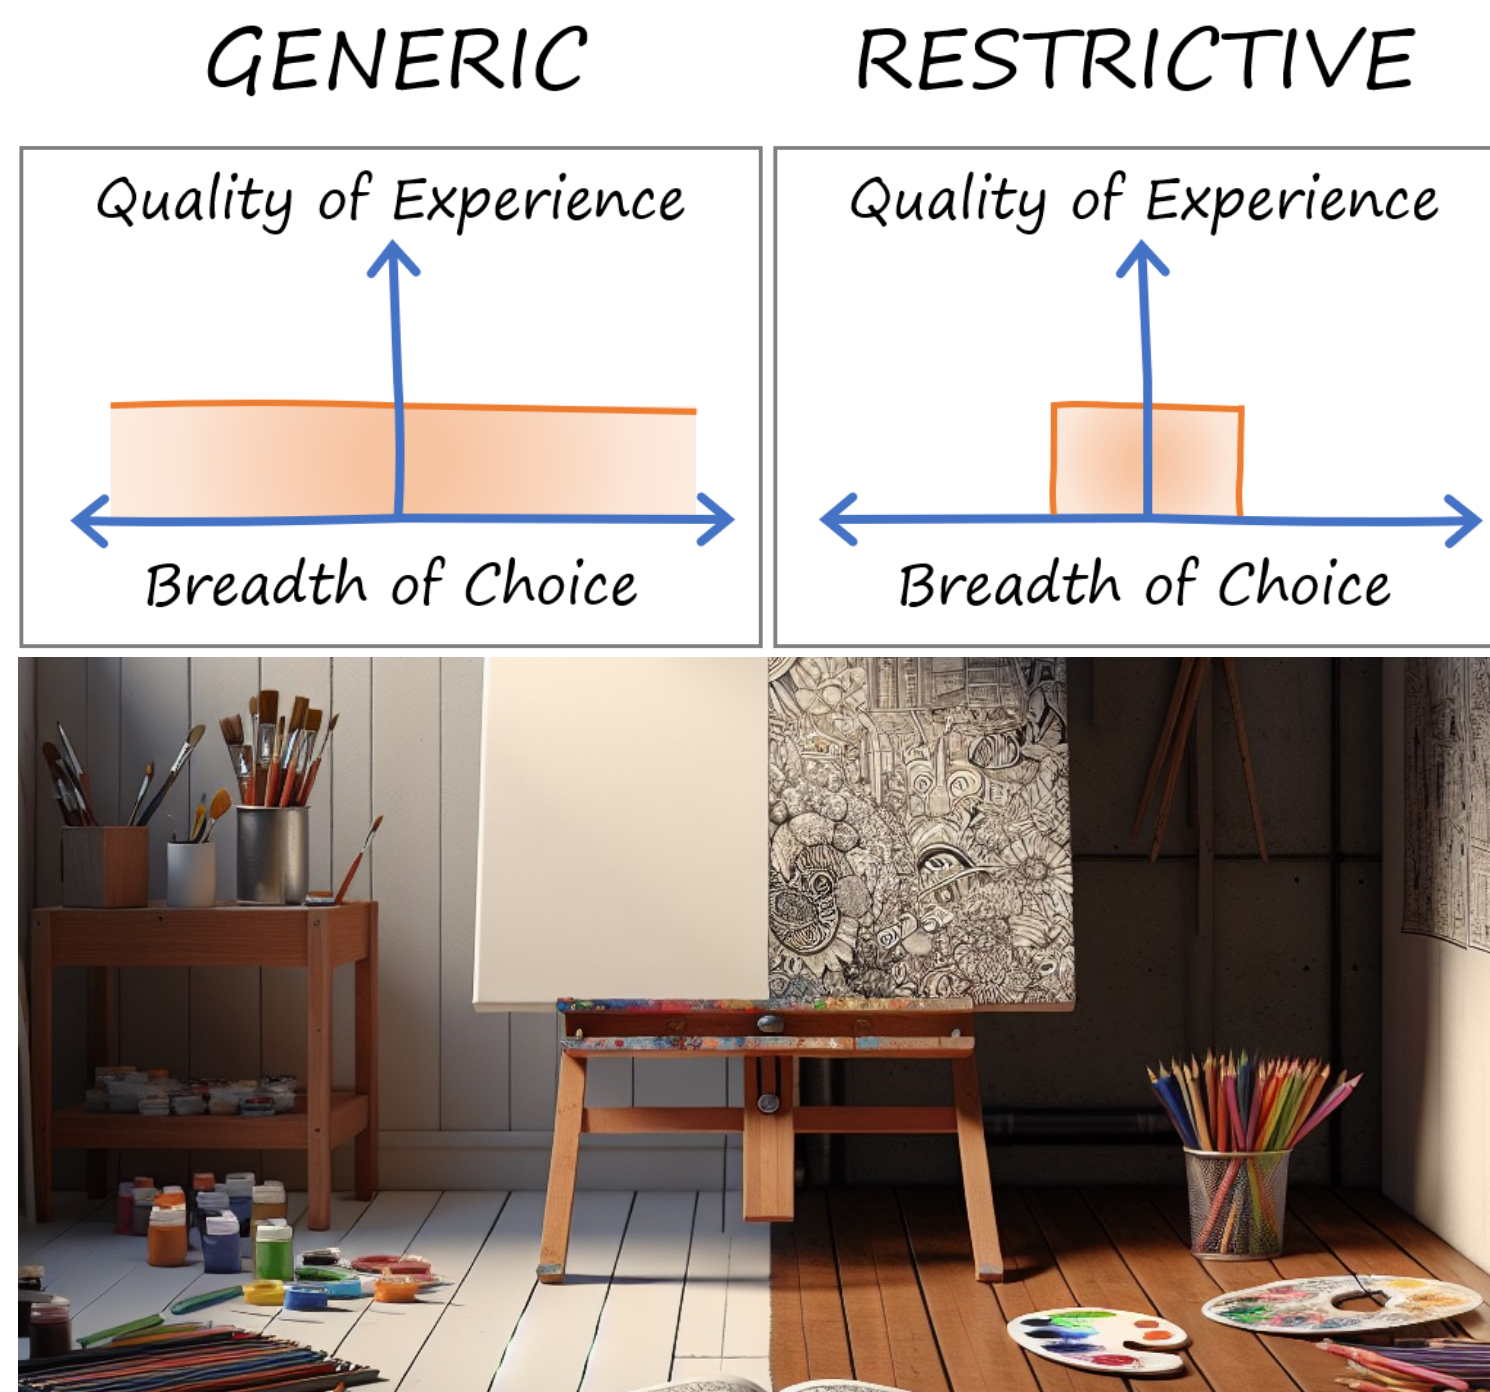 GENERIC
RESTRICTIVE
Quality of Experience
Breadth of Choice
Quality of Experience
Breadth of Choice